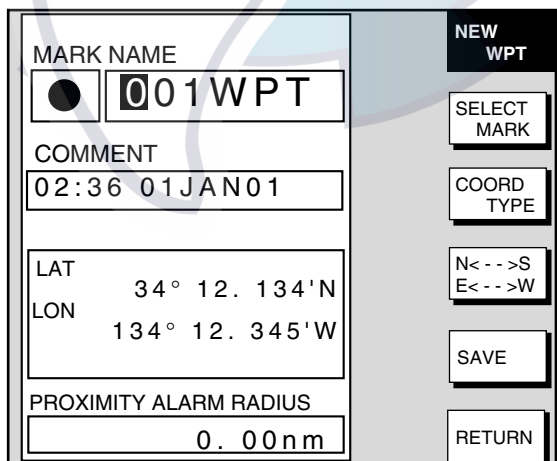 MARK NAME
001WPT
COMMENT
02:36 01JAN01
LAT
34° 12. 134'N
LON
134° 12. 345'W
PROXIMITY ALARM RADIUS
0. 00nm
NEW
WPT
SELECT
MARK
COORD
TYPE
N<-->S
E<-->W
SAVE
RETURN